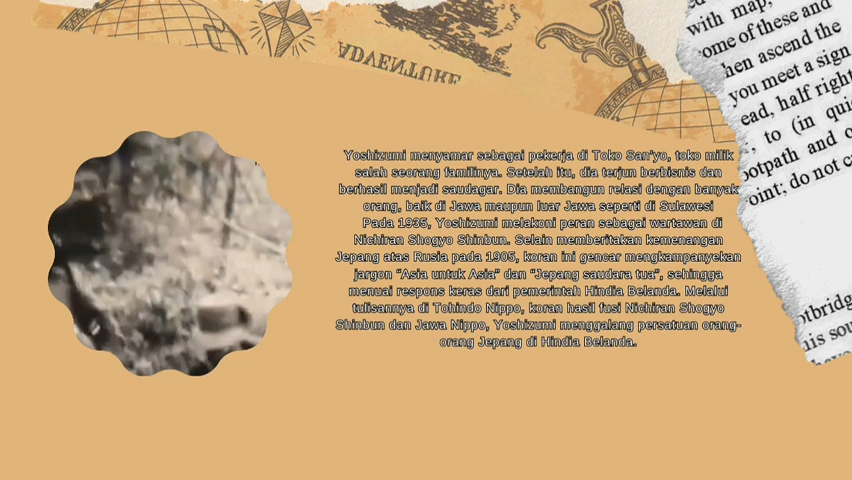 ADVENTURE
with map,
ome of these and
hen ascend the
you meet a sign
ead, half right
, to (in quie
ootpath and
oint; do not
Yoshizumi menyamar sebagai pekerja di Toko San'yo, toko milik
salah seorang familinya. Setelah itu, dia terjun berbisnis dan
berhasil menjadi saudagar. Dia membangun relasi dengan banyak
orang, baik di Jawa maupun luar Jawa seperti di Sulawesi
Pada 1935, Yoshizumi melakoni peran sebagai wartawan di
Nichiran Shogyo Shinbun. Selain memberitakan kemenangan
Jepang atas Rusia pada 1905, koran ini gencar mengkampanyekan
jargon "Asia untuk Asia" dan "Jepang saudara tua", sehingga
menuai respons keras dari pemerintah Hindia Belanda. Melalui
tulisannya di Tohindo Nippo, koran hasil fusi Nichiran Shogyo
Shinbun dan Jawa Nippo, Yoshizumi menggalang persatuan orang-
orang Jepang di Hindia Belanda.
otbridg
his sou